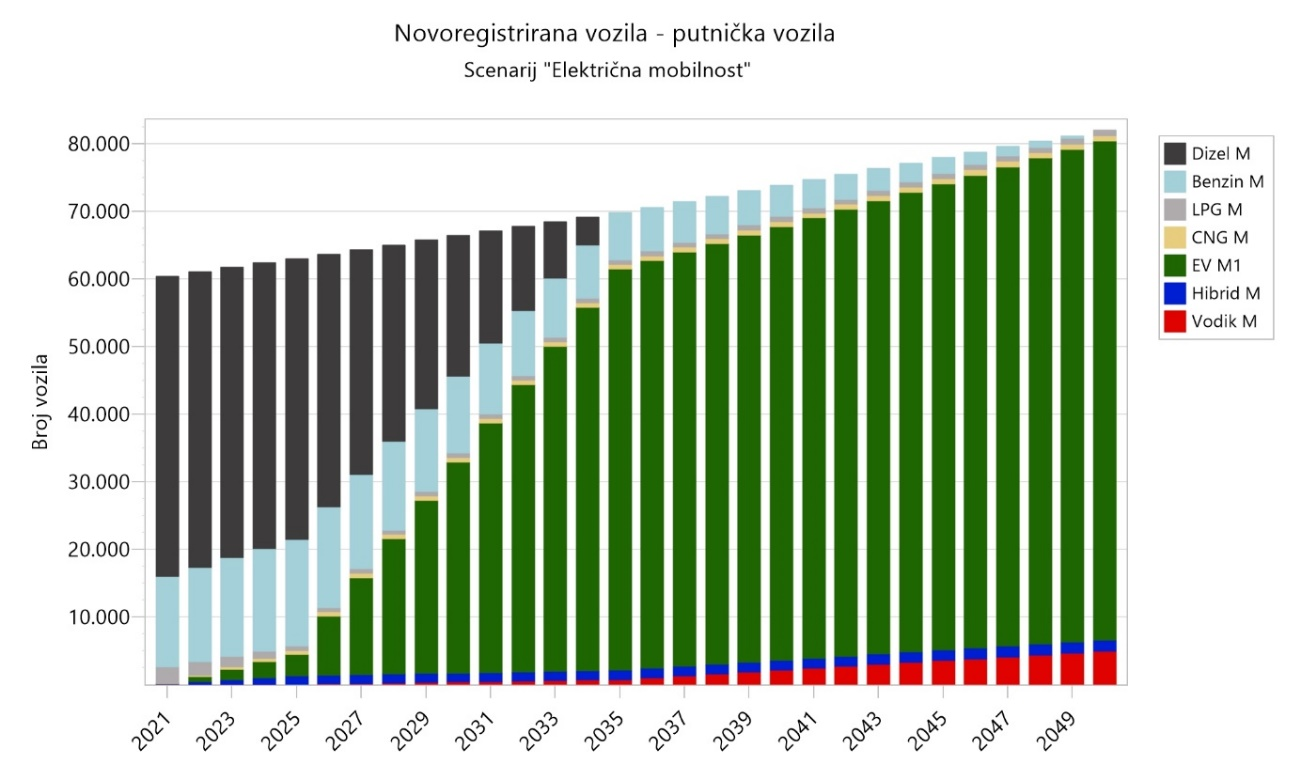 Novoregistrirana vozila - putnička vozila
Scenarij "Električna mobilnost"
Broj vozila
80.000
70.000
60.000
50.000
40.000
30.000
20.000
10.000
2021
2023
2025
2027
2029
2031
2033
2035
2037
2039
2041
2043
2045
2047
2049
Dizel M
Benzin M
LPG M
CNG M
EV M1
Hibrid M
Vodik M